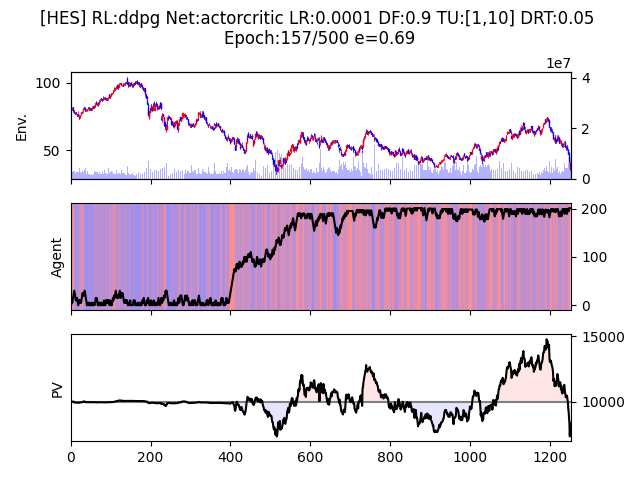 [HES] RL:ddpg Net:actorcritic LR:0.0001 DF:0.9 TU:[1,10] DRT:0.05
Epoch:157/500 e=0.69
1e7
100
50
Env.
4
2
0
Agent
200
100
0
PV
15000
10000
0
200
400
600
800
1000
1200